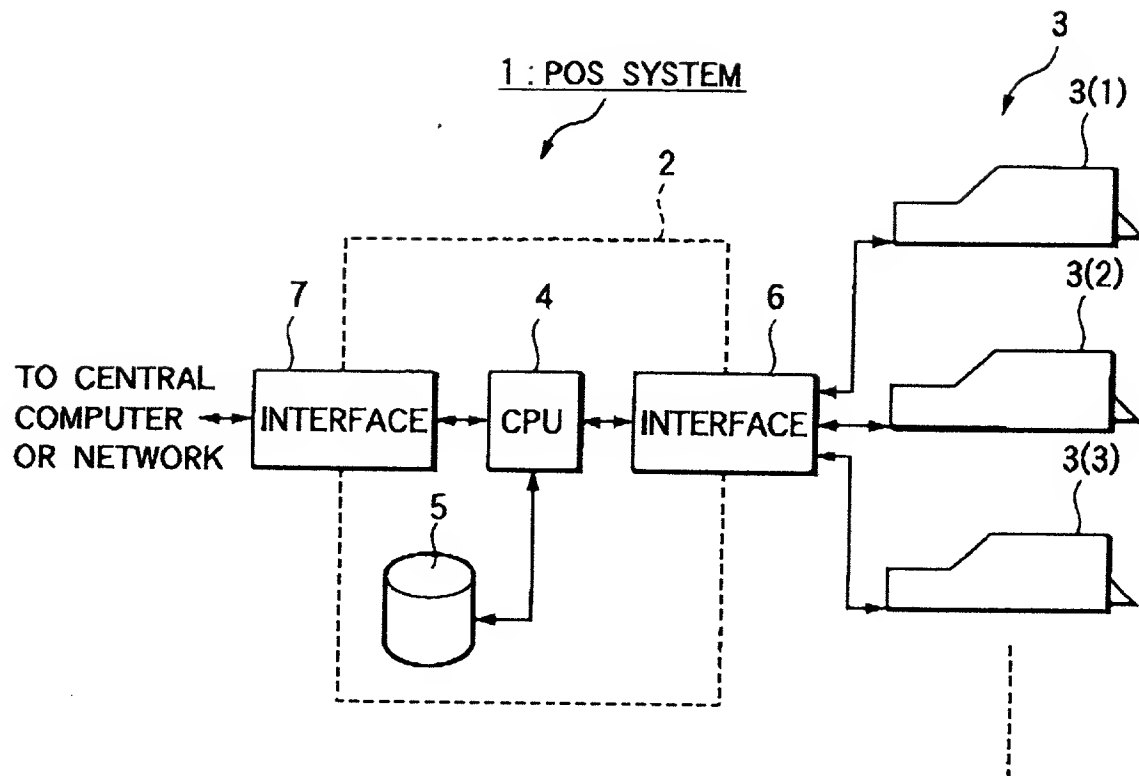 3
1 : POS SYSTEM
3(1)
2
3(2)
7
4
6
TO CENTRAL
COMPUTER
OR NETWORK
INTERFACE
CPU
INTERFACE
3(3)
5